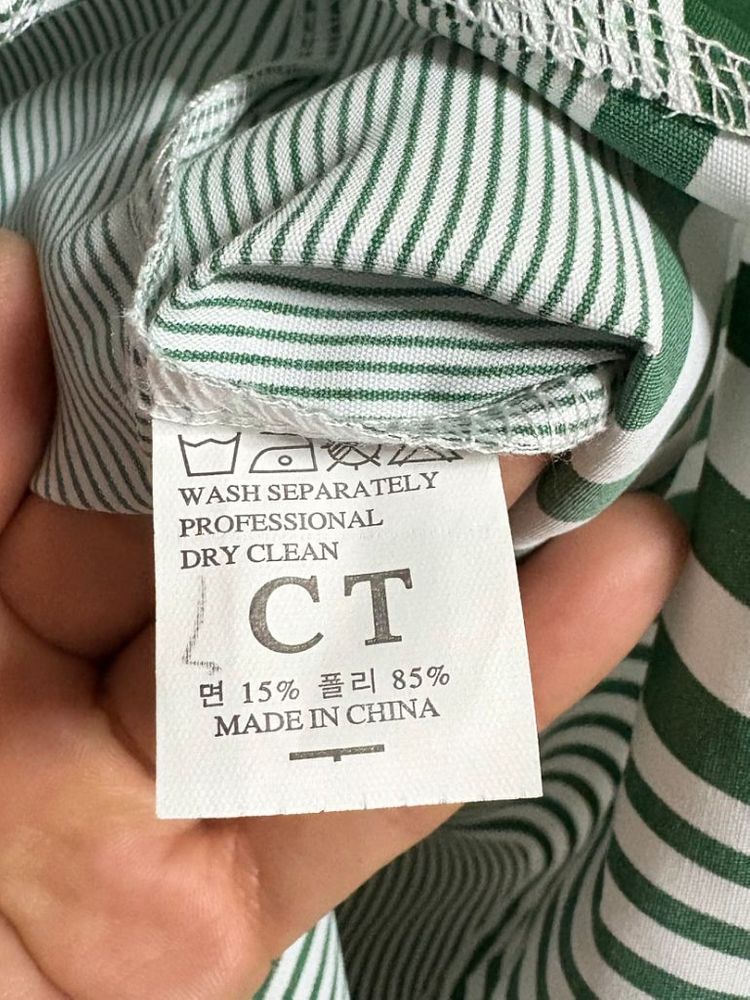 WASH SEPARATELY
PROFESSIONAL
DRY CLEAN
CT
면 15% 폴리 85%
MADE IN CHINA